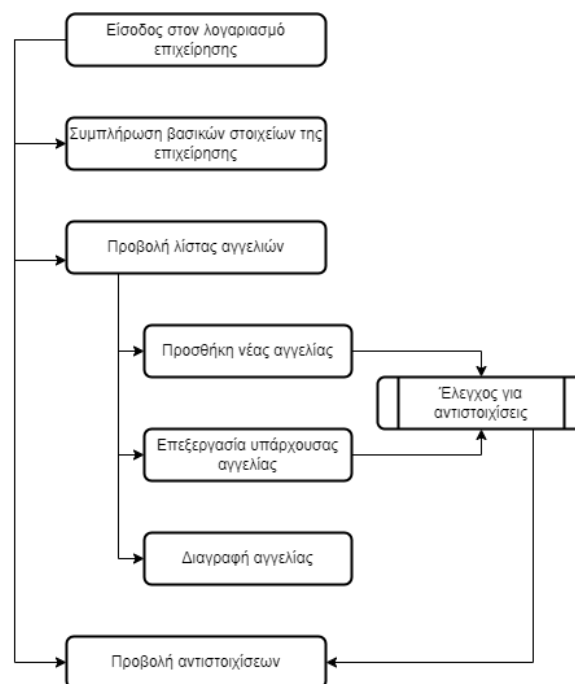 Είσοδος στον λογαριασμό
επιχείρησης
Συμπλήρωση βασικών στοιχείων της
επιχείρησης
Προβολή λίστας αγγελιών
Προσθήκη νέας αγγελίας
Έλεγχος για
αντιστοιχίσεις
Επεξεργασία υπάρχουσας
αγγελίας
Διαγραφή αγγελίας
Προβολή αντιστοιχίσεων